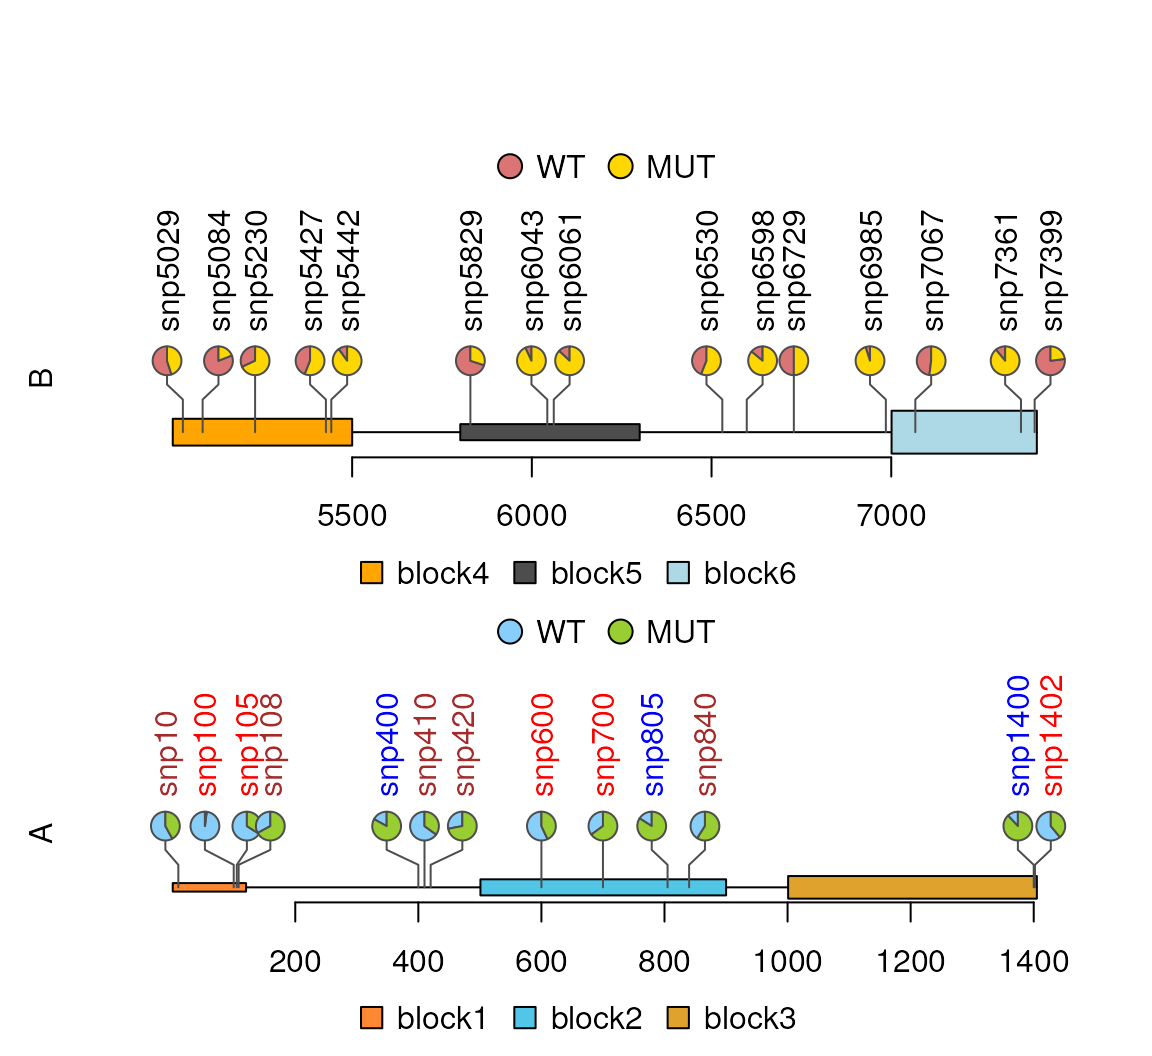 WT MUT
snp5029 snp5084 snp5230 snp5427 snp5442 snp5829 snp6043 snp6061 snp6530 snp6598 snp6729 snp6985 snp7067 snp7361 snp7399
B
5500 6000 6500 7000
block4 block5 block6
WT MUT
snp10 snp100 snp105 snp108 snp400 snp410 snp420 snp600 snp700 snp805 snp840 snp1400 snp1402
A
200 400 600 800 1000 1200 1400
block1 block2 block3